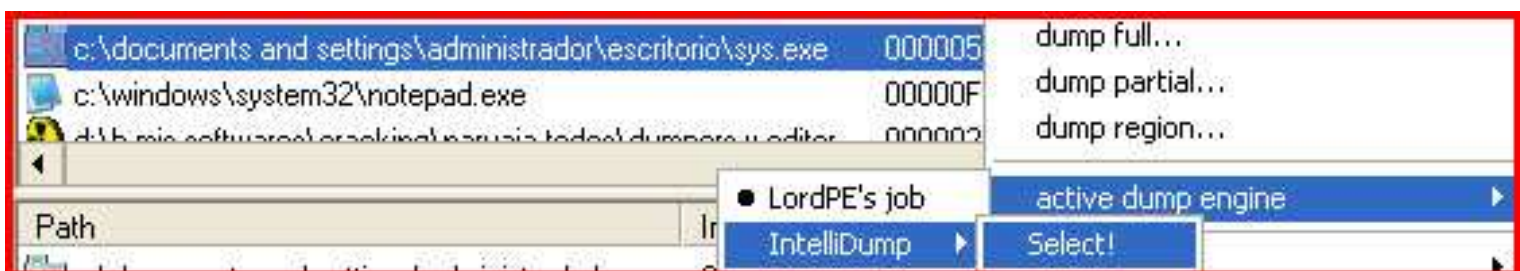 c:\documents and settings\administrador\escritorio\sys.exe 000005
c:\windows\system32\notepad.exe 00000F
dump full...
dump partial...
dump region...
LordPE's job
active dump engine
Path
IntelliDump
Select!